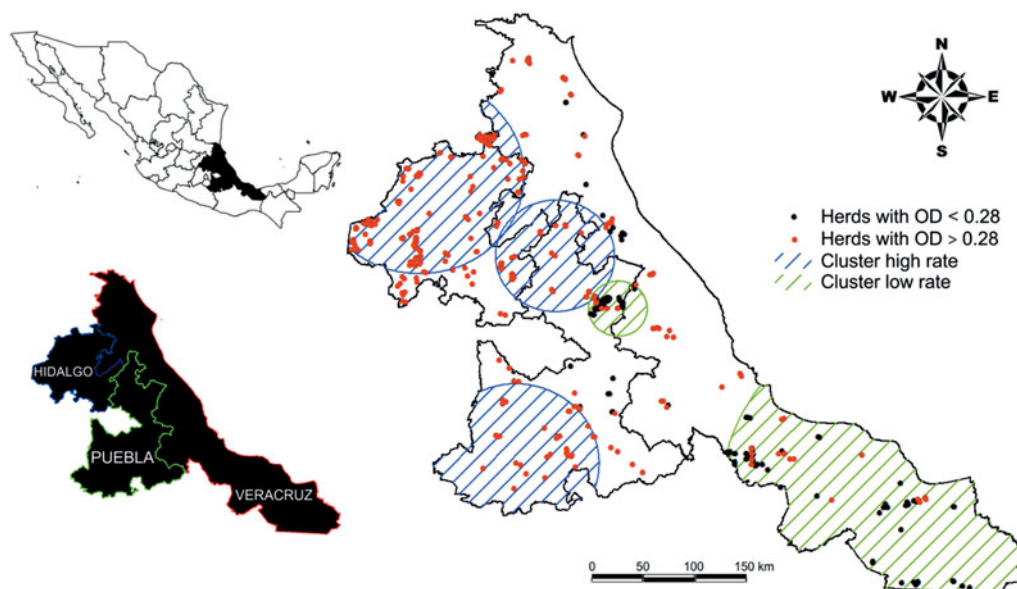 N
W E
S
Herds with OD < 0.28
Herds with OD > 0.28
Cluster high rate
Cluster low rate
HIDALGO
PUEBLA
VERACRUZ
0 50 100 150 km